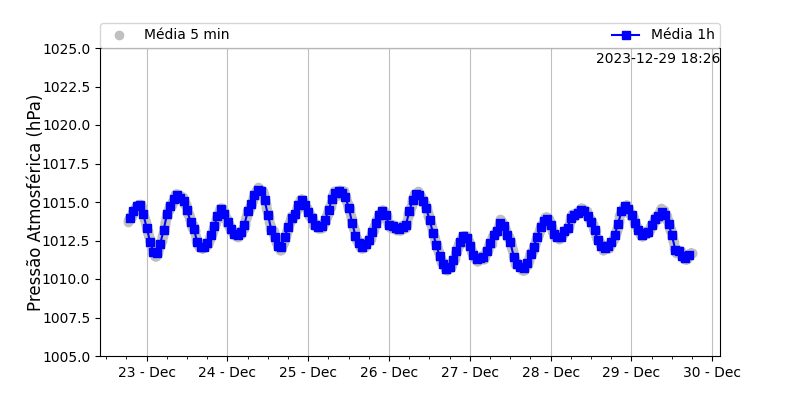 Média 5 min
Média 1h
2023-12-29 18:26
Pressão Atmosférica (hPa)
1025.0
1022.5
1020.0
1017.5
1015.0
1012.5
1010.0
1007.5
1005.0
23 - Dec
24 - Dec
25 - Dec
26 - Dec
27 - Dec
28 - Dec
29 - Dec
30 - Dec